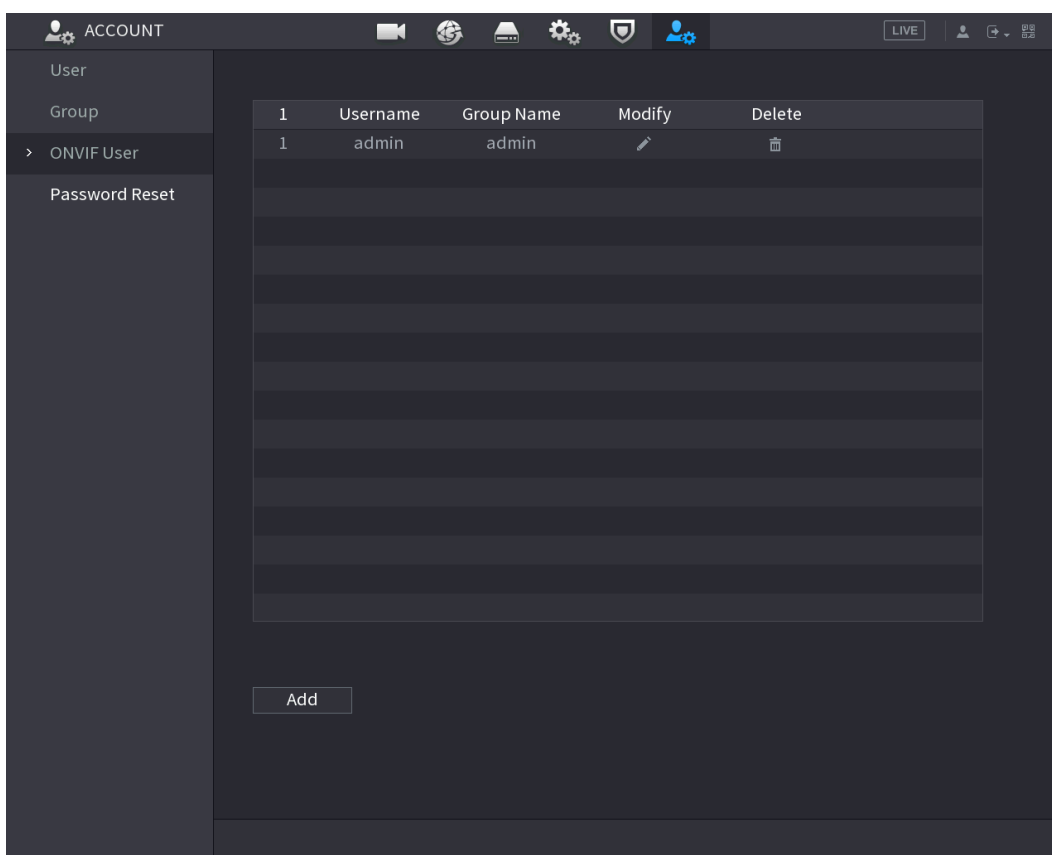 ACCOUNT
LIVE
User
Group
> ONVIF User
Password Reset
1 Username Group Name Modify Delete
1 admin admin
Add